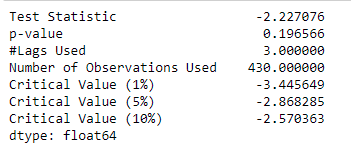 Test Statistic -2.227076
p-value 0.196566
#Lags Used 3.000000
Number of Observations Used 430.000000
Critical Value (1%) -3.445649
Critical Value (5%) -2.868285
Critical Value (10%) -2.570363
dtype: float64